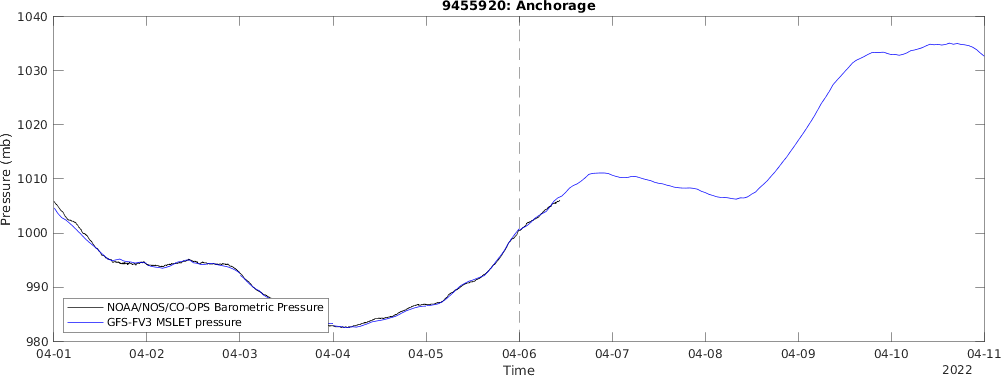 9455920: Anchorage
1040
1030
1020
1010
1000
990
980
Pressure (mb)
NOAA/NOS/CO-OPS Barometric Pressure
GFS-FV3 MSLET pressure
04-01 04-02 04-03 04-04 04-05 04-06 04-07 04-08 04-09 04-10 04-11
Time
2022